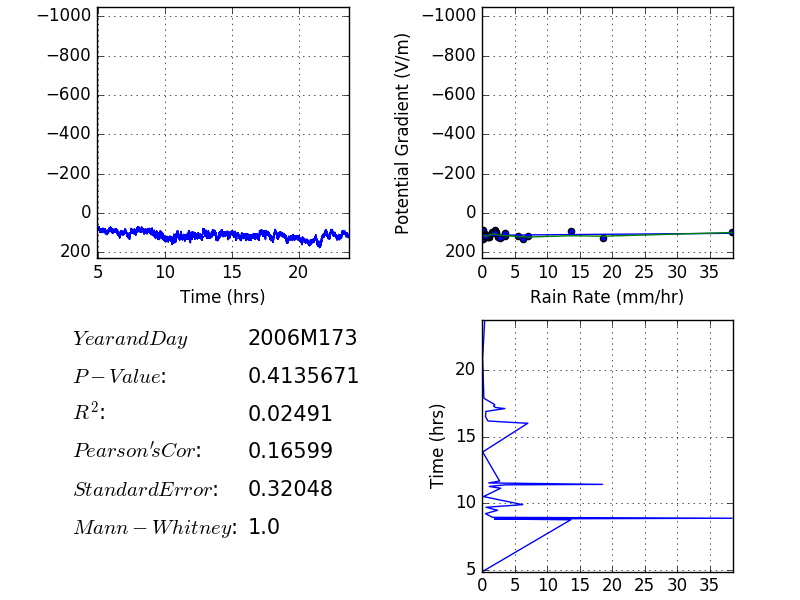 −1000
−800
−600
−400
−200
0
200
5 10 15 20
Time (hrs)
−1000
−800
−600
−400
−200
0
200
Potential Gradient (V/m)
0 5 10 15 20 25 30 35
Rain Rate (mm/hr)
YearandDay 2006M173
P−Value: 0.4135671
R²: 0.02491
Pearson'sCor: 0.16599
StandardError: 0.32048
Mann−Whitney: 1.0
20
15
10
5
Time (hrs)
0 5 10 15 20 25 30 35